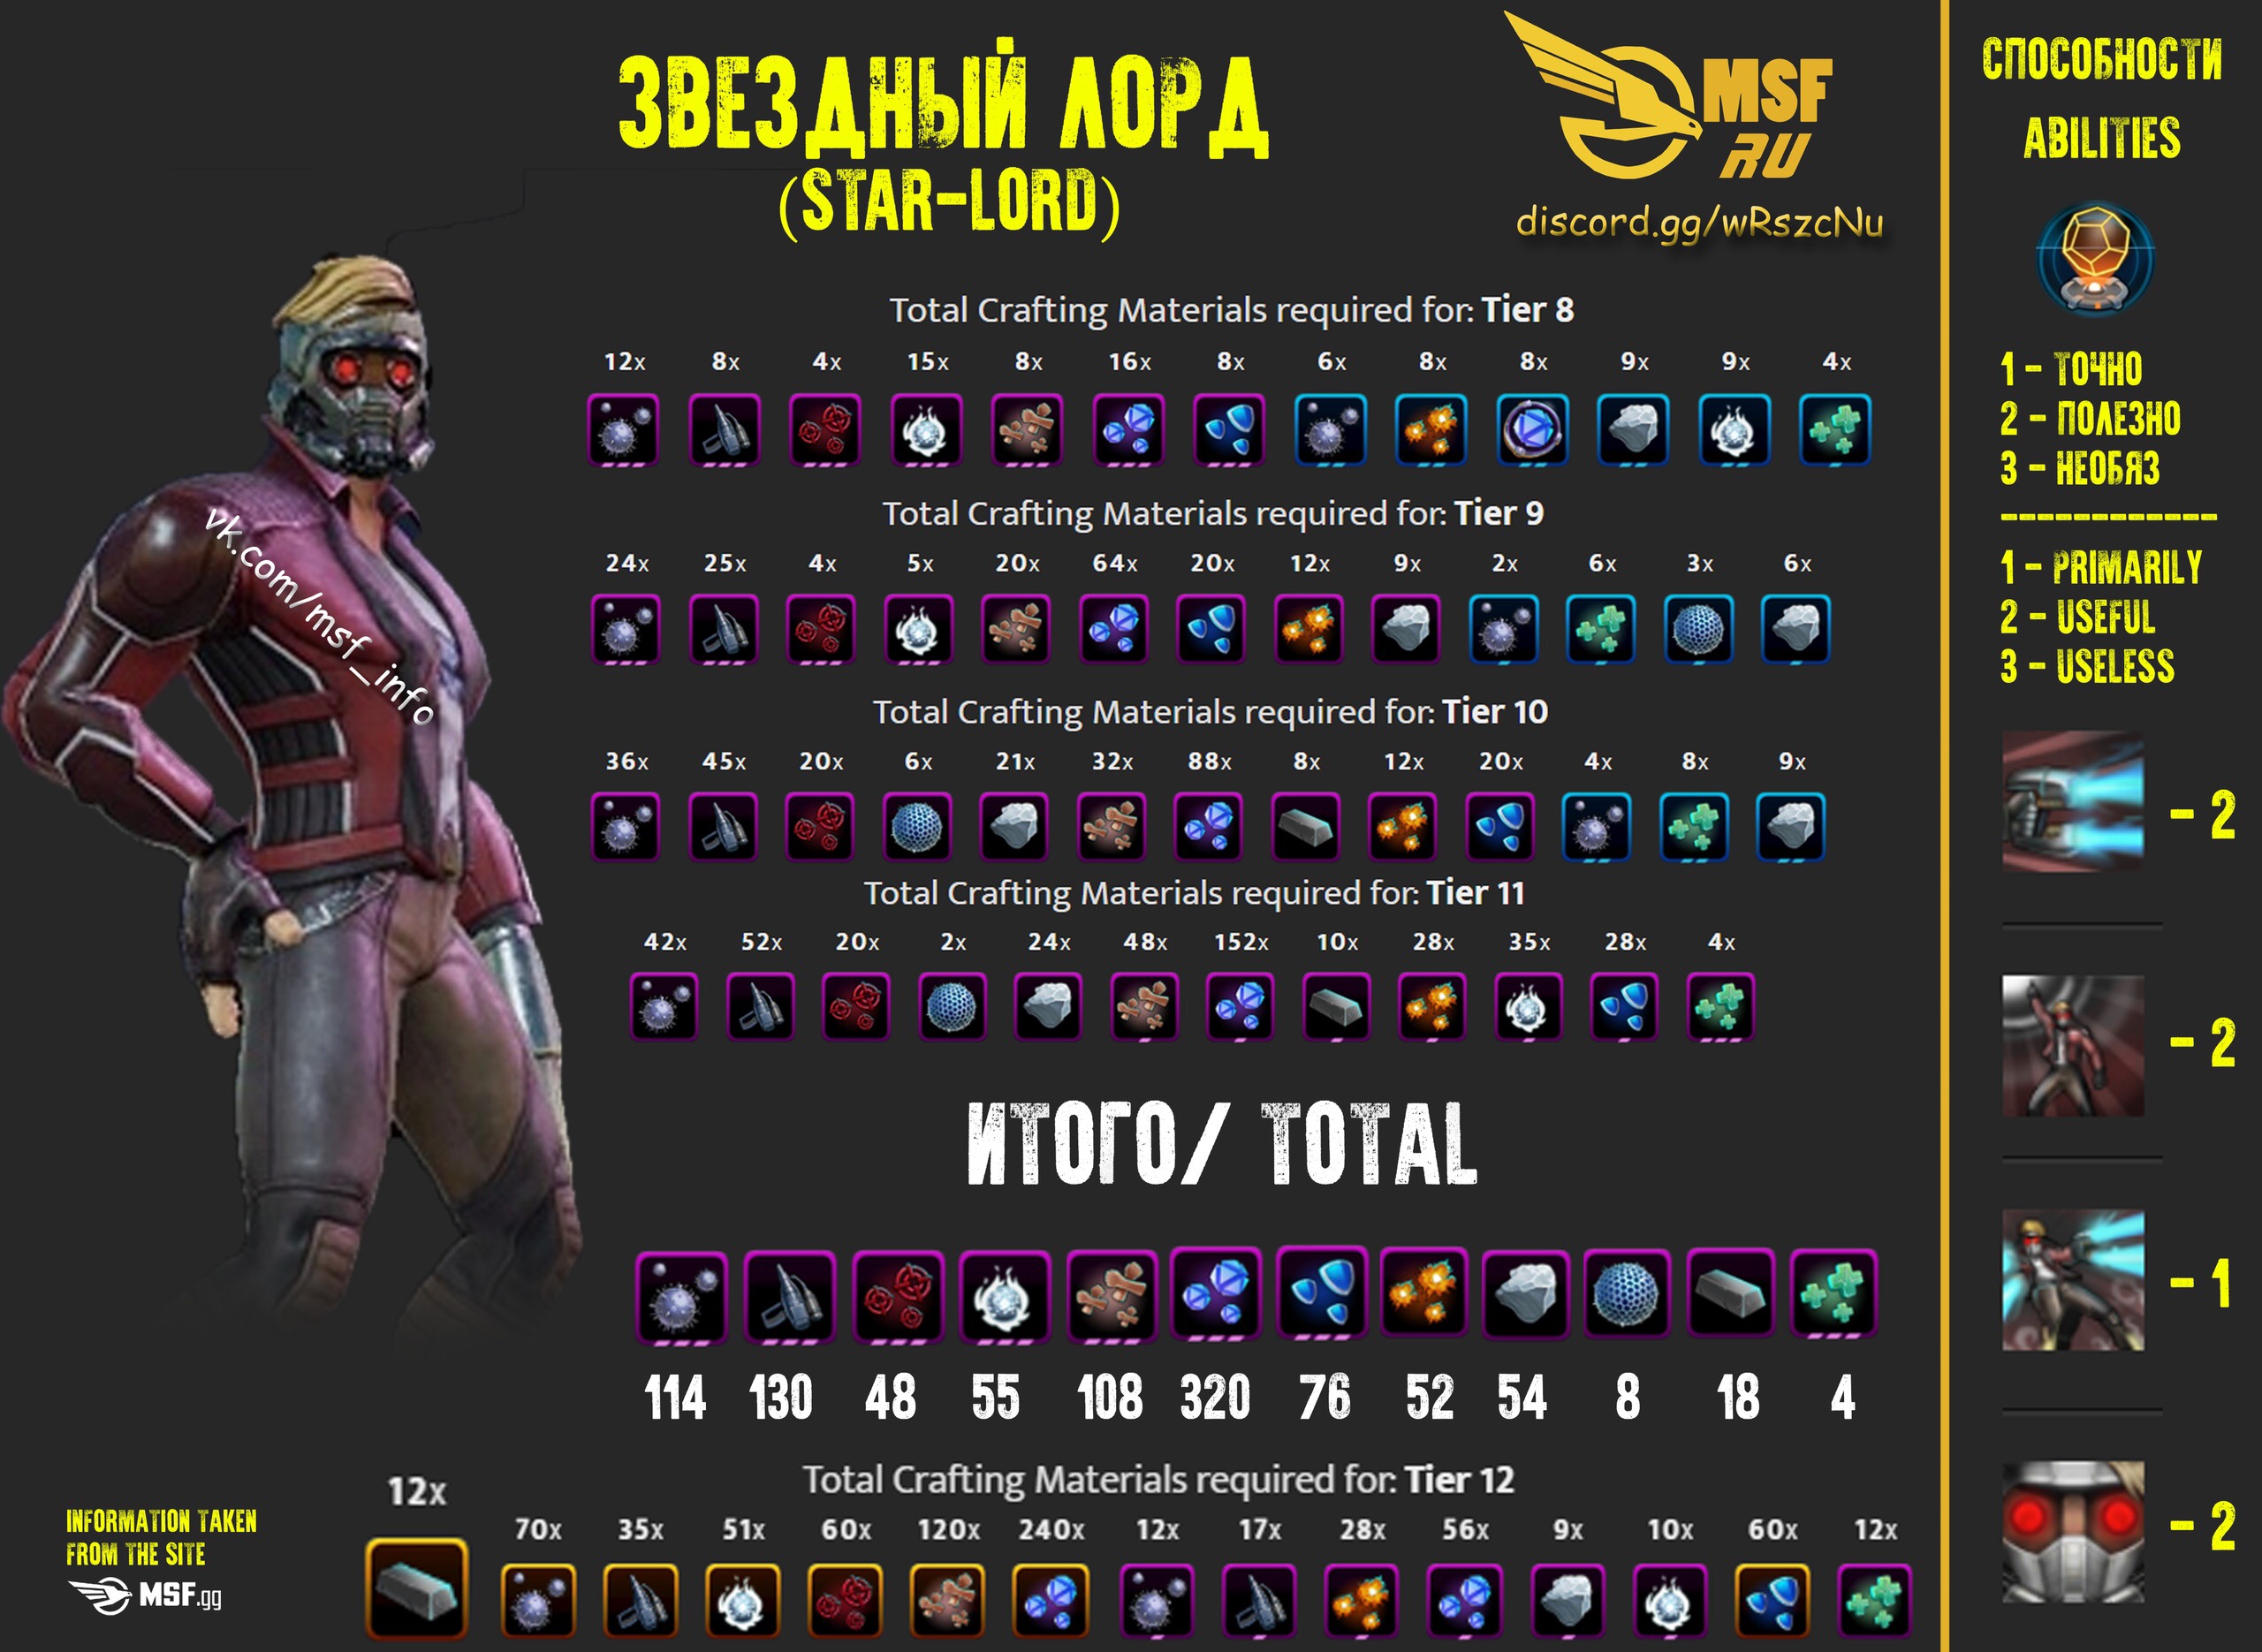 ЗВЕЗДНЫЙ ЛОРД
(STAR-LORD)
MSF
RU
discord.gg/wRszcNu
vk.com/msf_info
Total Crafting Materials required for: Tier 8
12x 8x 4x 15x 8x 16x 8x 6x 8x 8x 9x 9x 4x
Total Crafting Materials required for: Tier 9
24x 25x 4x 5x 20x 64x 20x 12x 9x 2x 6x 3x 6x
Total Crafting Materials required for: Tier 10
36x 45x 20x 6x 21x 32x 88x 8x 12x 20x 4x 8x 9x
Total Crafting Materials required for: Tier 11
42x 52x 20x 2x 24x 48x 152x 10x 28x 35x 28x 4x
ИТОГО/ TOTAL
114 130 48 55 108 320 76 52 54 8 18 4
Total Crafting Materials required for: Tier 12
12x
70x 35x 51x 60x 120x 240x 12x 17x 28x 56x 9x 10x 60x 12x
INFORMATION TAKEN
FROM THE SITE
MSF.gg
СПОСОБНОСТИ
ABILITIES
1 - ТОЧНО
2 - ПОЛЕЗНО
3 - НЕОБЯЗ
------------
1 - PRIMARILY
2 - USEFUL
3 - USELESS
- 2
- 2
- 1
- 2